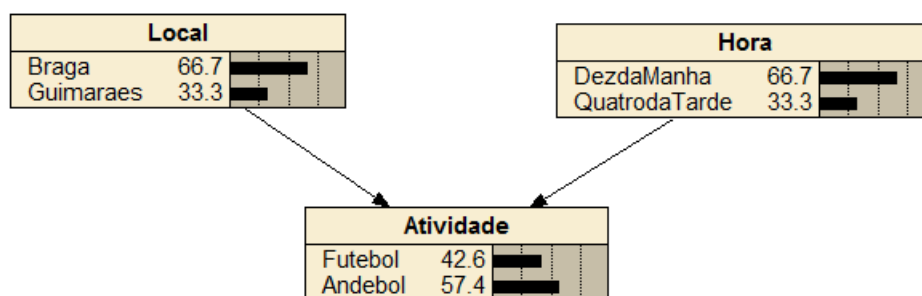 Local
Braga 66.7
Guimaraes 33.3
Hora
DezdaManha 66.7
QuatrodaTarde 33.3
Atividade
Futebol 42.6
Andebol 57.4